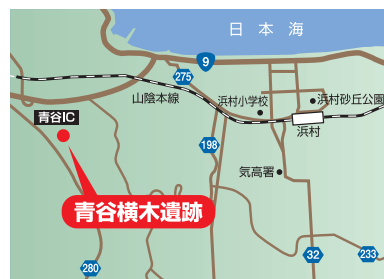 日本海
9
275
山陰本線
浜村小学校
浜村砂丘公園
青谷IC
浜村
198
気高署
青谷横木遺跡
280
32
233